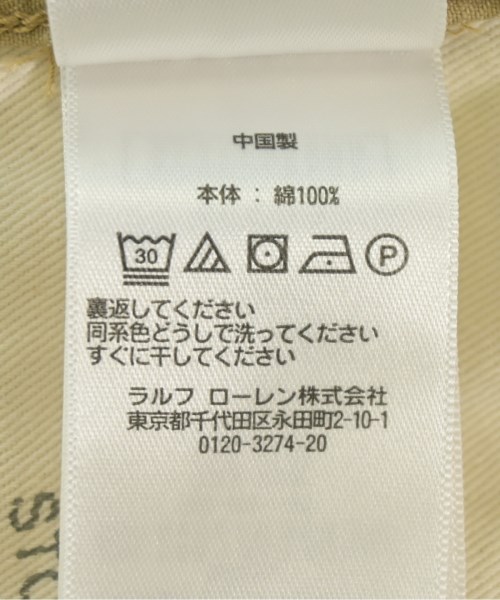 中国製
本体 : 綿100%
30 P
裏返してください
同系色どうしで洗ってください
すぐに干してください
ラルフ ローレン株式会社
東京都千代田区永田町2-10-1
0120-3274-20
STO